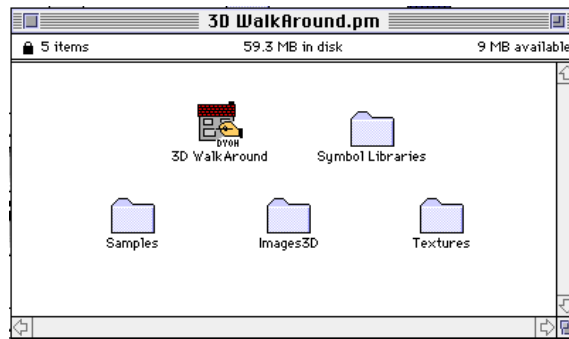 3D WalkAround.pm
5 items 59.3 MB in disk 9 MB available
DYOH
3D WalkAround Symbol Libraries
Samples Images3D Textures